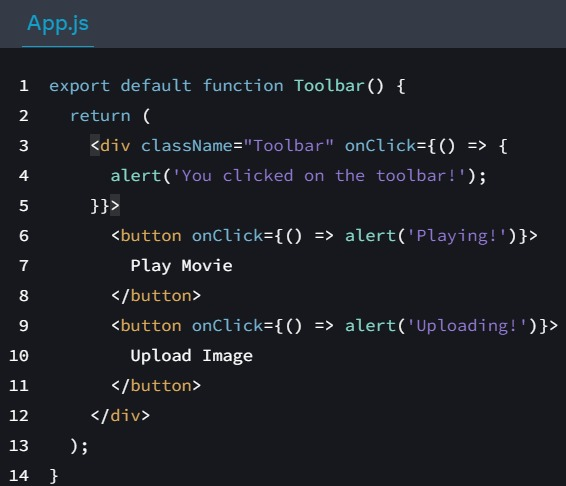 App.js
1 export default function Toolbar() {
2   return (
3     <div className="Toolbar" onClick={() => {
4       alert('You clicked on the toolbar!');
5     }}>
6       <button onClick={() => alert('Playing!')}>
7         Play Movie
8       </button>
9       <button onClick={() => alert('Uploading!')}>
10         Upload Image
11       </button>
12     </div>
13   );
14 }